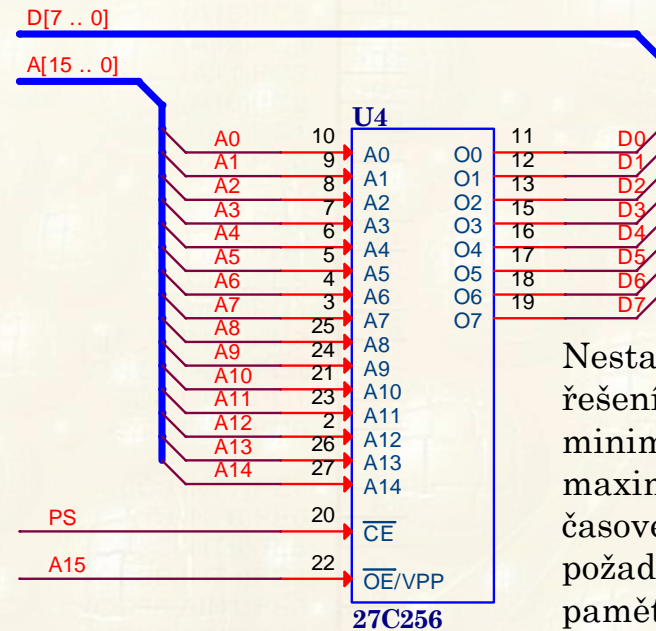 D[7 .. 0]
A[15 .. 0]
U4
A0 10 A0 O0 11 D0
A1 9 A1 O1 12 D1
A2 8 A2 O2 13 D2
A3 7 A3 O3 15 D3
A4 6 A4 O4 16 D4
A5 5 A5 O5 17 D5
A6 4 A6 O6 18 D6
A7 3 A7 O7 19 D7
A8 25 A8
A9 24 A9
A10 21 A10
A11 23 A11
A12 2 A12
A13 26 A13
A14 27 A14
PS 20 CE
A15 22 OE/VPP
27C256
Nesta
řešení
minim
maxin
časove
požad
pamět